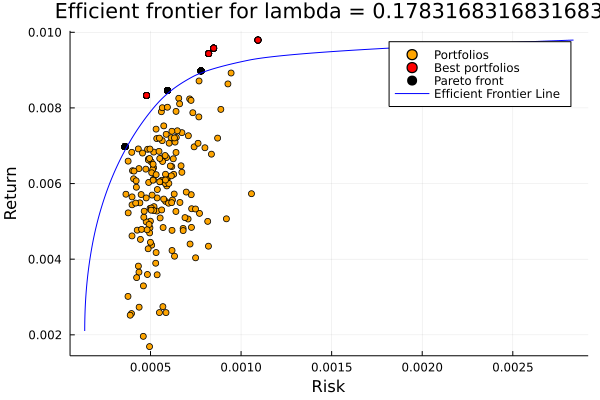 Efficient frontier for lambda = 0.1783168316831683
0.010
0.008
0.006
0.004
0.002
Return
Portfolios
Best portfolios
Pareto front
Efficient Frontier Line
0.0005
0.0010
0.0015
0.0020
0.0025
Risk